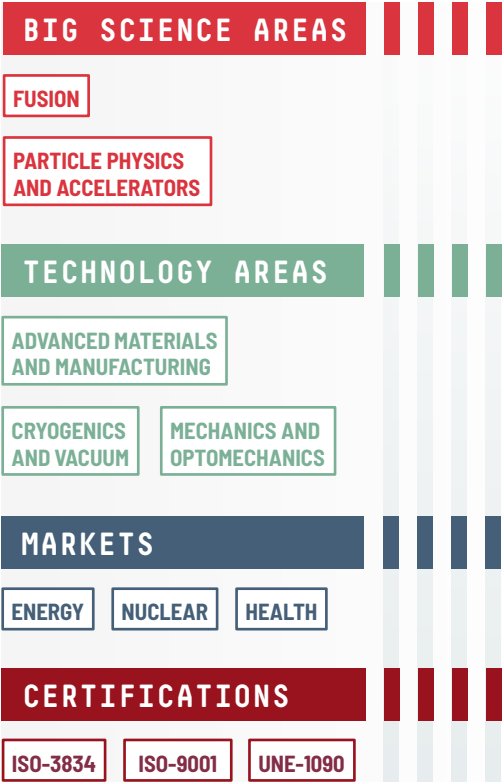 BIG SCIENCE AREAS
FUSION
PARTICLE PHYSICS
AND ACCELERATORS
TECHNOLOGY AREAS
ADVANCED MATERIALS
AND MANUFACTURING
CRYOGENICS
AND VACUUM
MECHANICS AND
OPTOMECHANICS
MARKETS
ENERGY NUCLEAR HEALTH
CERTIFICATIONS
ISO-3834 ISO-9001 UNE-1090